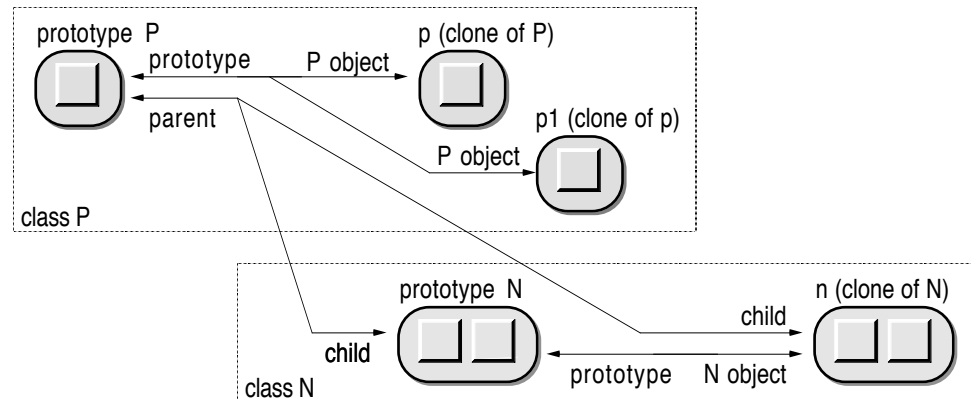 prototype P
p (clone of P)
prototype
P object
parent
p1 (clone of p)
P object
class P
prototype N
n (clone of N)
child
child
prototype
N object
class N